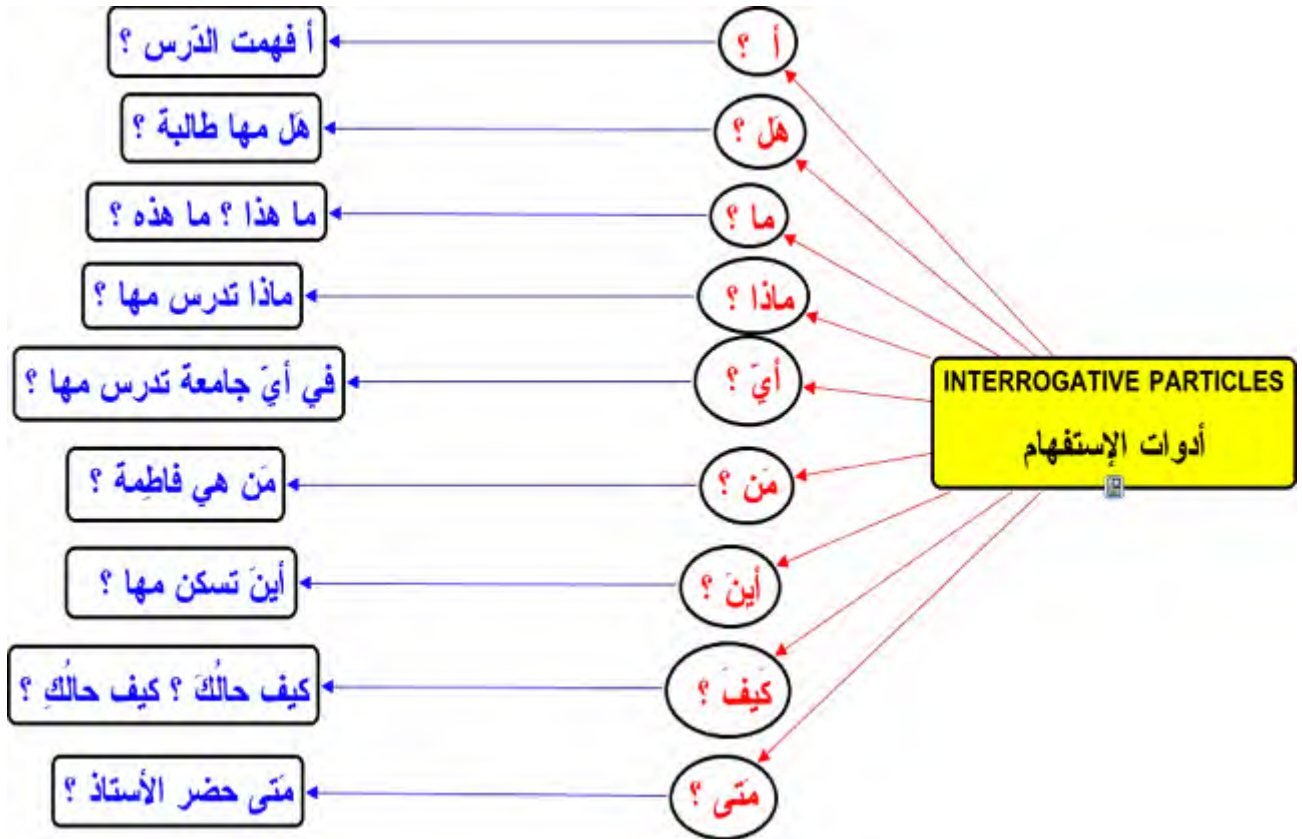 INTERROGATIVE PARTICLES
أدوات الإستفهام
أ ؟
أ فهمت الدّرس ؟
هَل ؟
هَل مها طالبة ؟
ما ؟
ما هذا ؟ ما هذه ؟
ماذا ؟
ماذا تدرس مها ؟
أيّ ؟
في أيّ جامعة تدرس مها ؟
مَن ؟
مَن هي فاطِمة ؟
أينَ ؟
أينَ تسكن مها ؟
كَيفَ ؟
كيف حالُكَ ؟ كيف حالُكِ ؟
مَتى ؟
مَتى حضر الأستاذ ؟